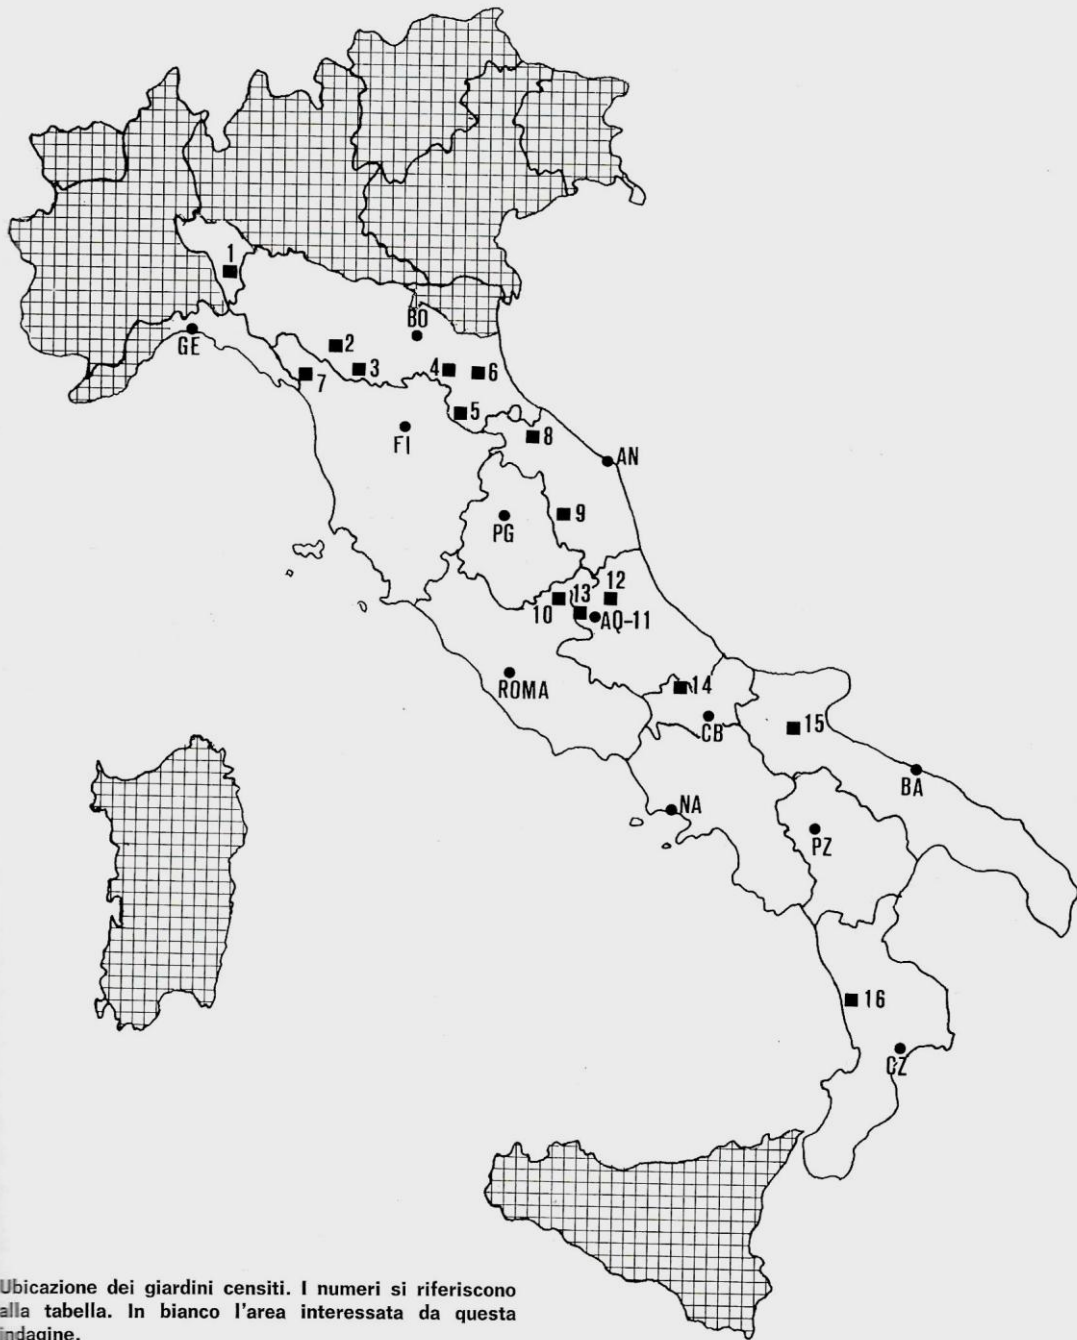 1
GE
BO
2
3
4
6
7
5
FI
8
AN
9
PG
12
13
10
AQ-11
ROMA
14
CB
15
BA
NA
PZ
16
CZ
Ubicazione dei giardini censiti. I numeri si riferiscono
alla tabella. In bianco l'area interessata da questa
indagine.